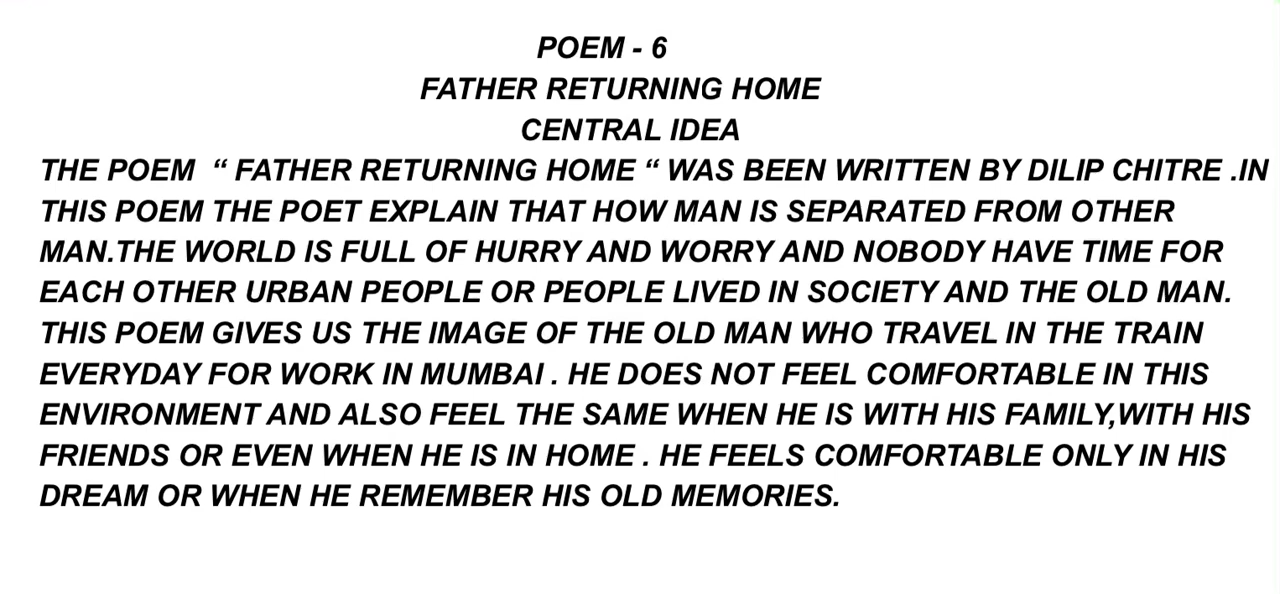 POEM - 6
FATHER RETURNING HOME
CENTRAL IDEA
THE POEM “ FATHER RETURNING HOME “ WAS BEEN WRITTEN BY DILIP CHITRE .IN
THIS POEM THE POET EXPLAIN THAT HOW MAN IS SEPARATED FROM OTHER
MAN.THE WORLD IS FULL OF HURRY AND WORRY AND NOBODY HAVE TIME FOR
EACH OTHER URBAN PEOPLE OR PEOPLE LIVED IN SOCIETY AND THE OLD MAN.
THIS POEM GIVES US THE IMAGE OF THE OLD MAN WHO TRAVEL IN THE TRAIN
EVERYDAY FOR WORK IN MUMBAI . HE DOES NOT FEEL COMFORTABLE IN THIS
ENVIRONMENT AND ALSO FEEL THE SAME WHEN HE IS WITH HIS FAMILY,WITH HIS
FRIENDS OR EVEN WHEN HE IS IN HOME . HE FEELS COMFORTABLE ONLY IN HIS
DREAM OR WHEN HE REMEMBER HIS OLD MEMORIES.